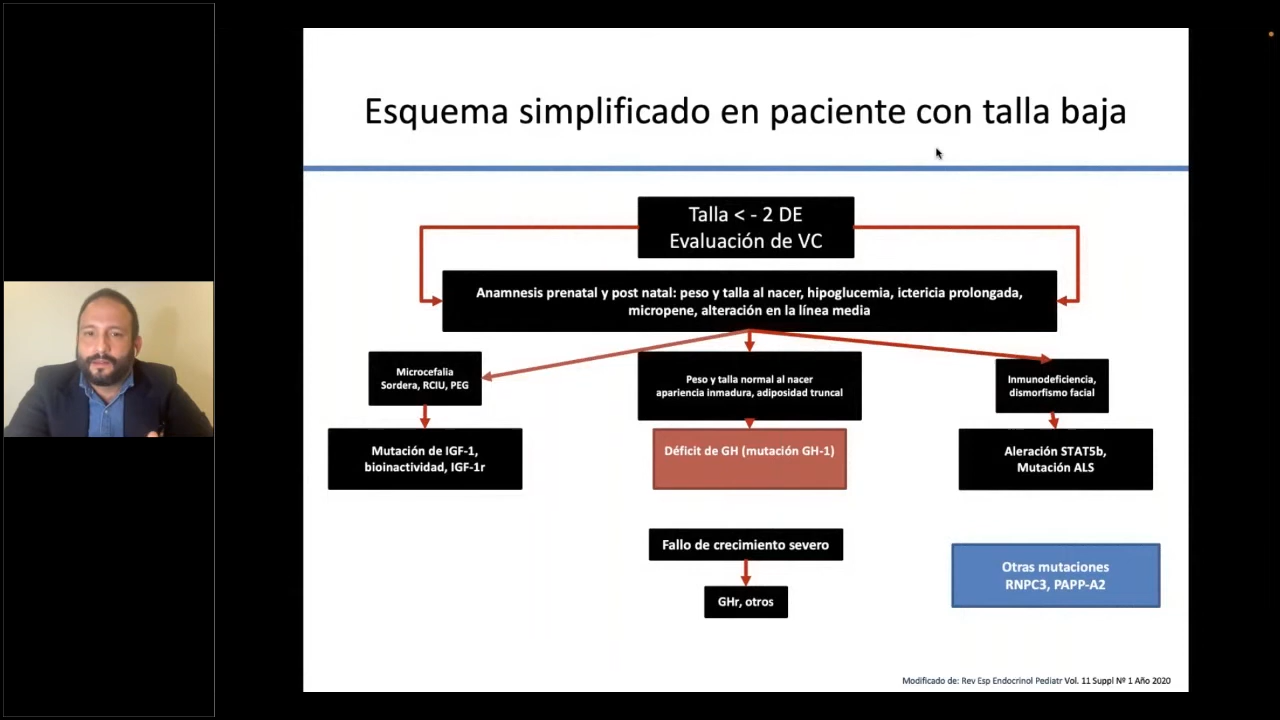 Esquema simplificado en paciente con talla baja
Talla < - 2 DE
Evaluación de VC
Anamnesis prenatal y post natal: peso y talla al nacer, hipoglucemia, ictericia prolongada,
micropene, alteración en la línea media
Microcefalia
Sordera, RCIU, PEG
Peso y talla normal al nacer
apariencia inmadura, adiposidad truncal
Inmunodeficiencia,
dismorfismo facial
Mutación de IGF-1,
bioinactividad, IGF-1r
Déficit de GH (mutación GH-1)
Aleración STAT5b,
Mutación ALS
Fallo de crecimiento severo
GHr, otros
Otras mutaciones
RNPC3, PAPP-A2
Modificado de: Rev Esp Endocrinol Pediatr Vol. 11 Suppl Nº 1 Año 2020